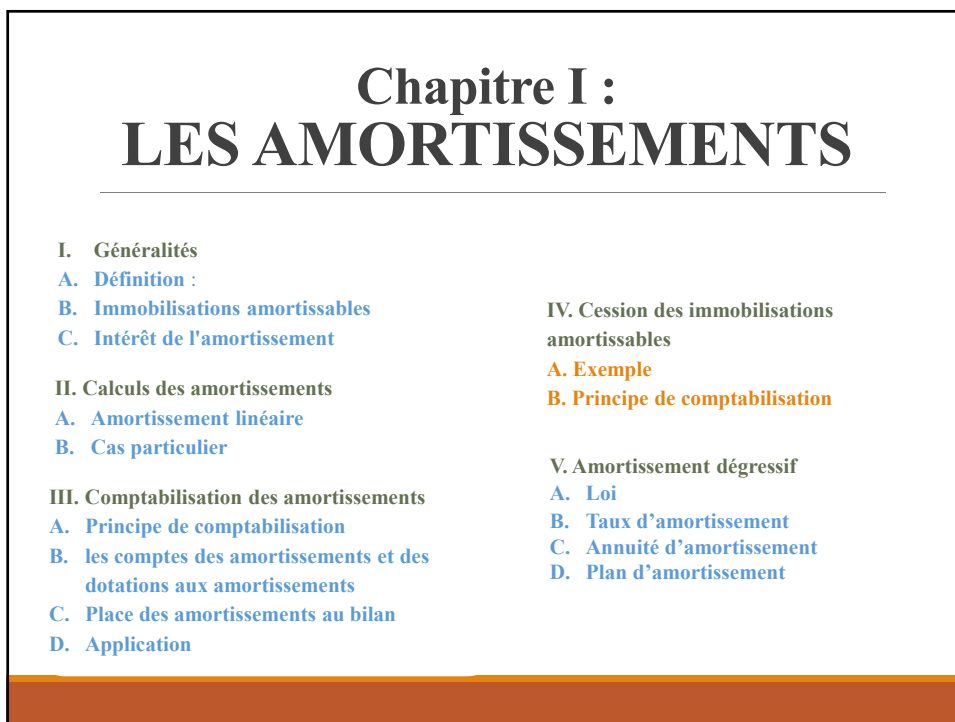 Chapitre I :
LES AMORTISSEMENTS
I. Généralités
A. Définition :
B. Immobilisations amortissables
C. Intérêt de l'amortissement
II. Calculs des amortissements
A. Amortissement linéaire
B. Cas particulier
III. Comptabilisation des amortissements
A. Principe de comptabilisation
B. les comptes des amortissements et des
dotations aux amortissements
C. Place des amortissements au bilan
D. Application
IV. Cession des immobilisations
amortissables
A. Exemple
B. Principe de comptabilisation
V. Amortissement dégressif
A. Loi
B. Taux d’amortissement
C. Annuité d’amortissement
D. Plan d’amortissement